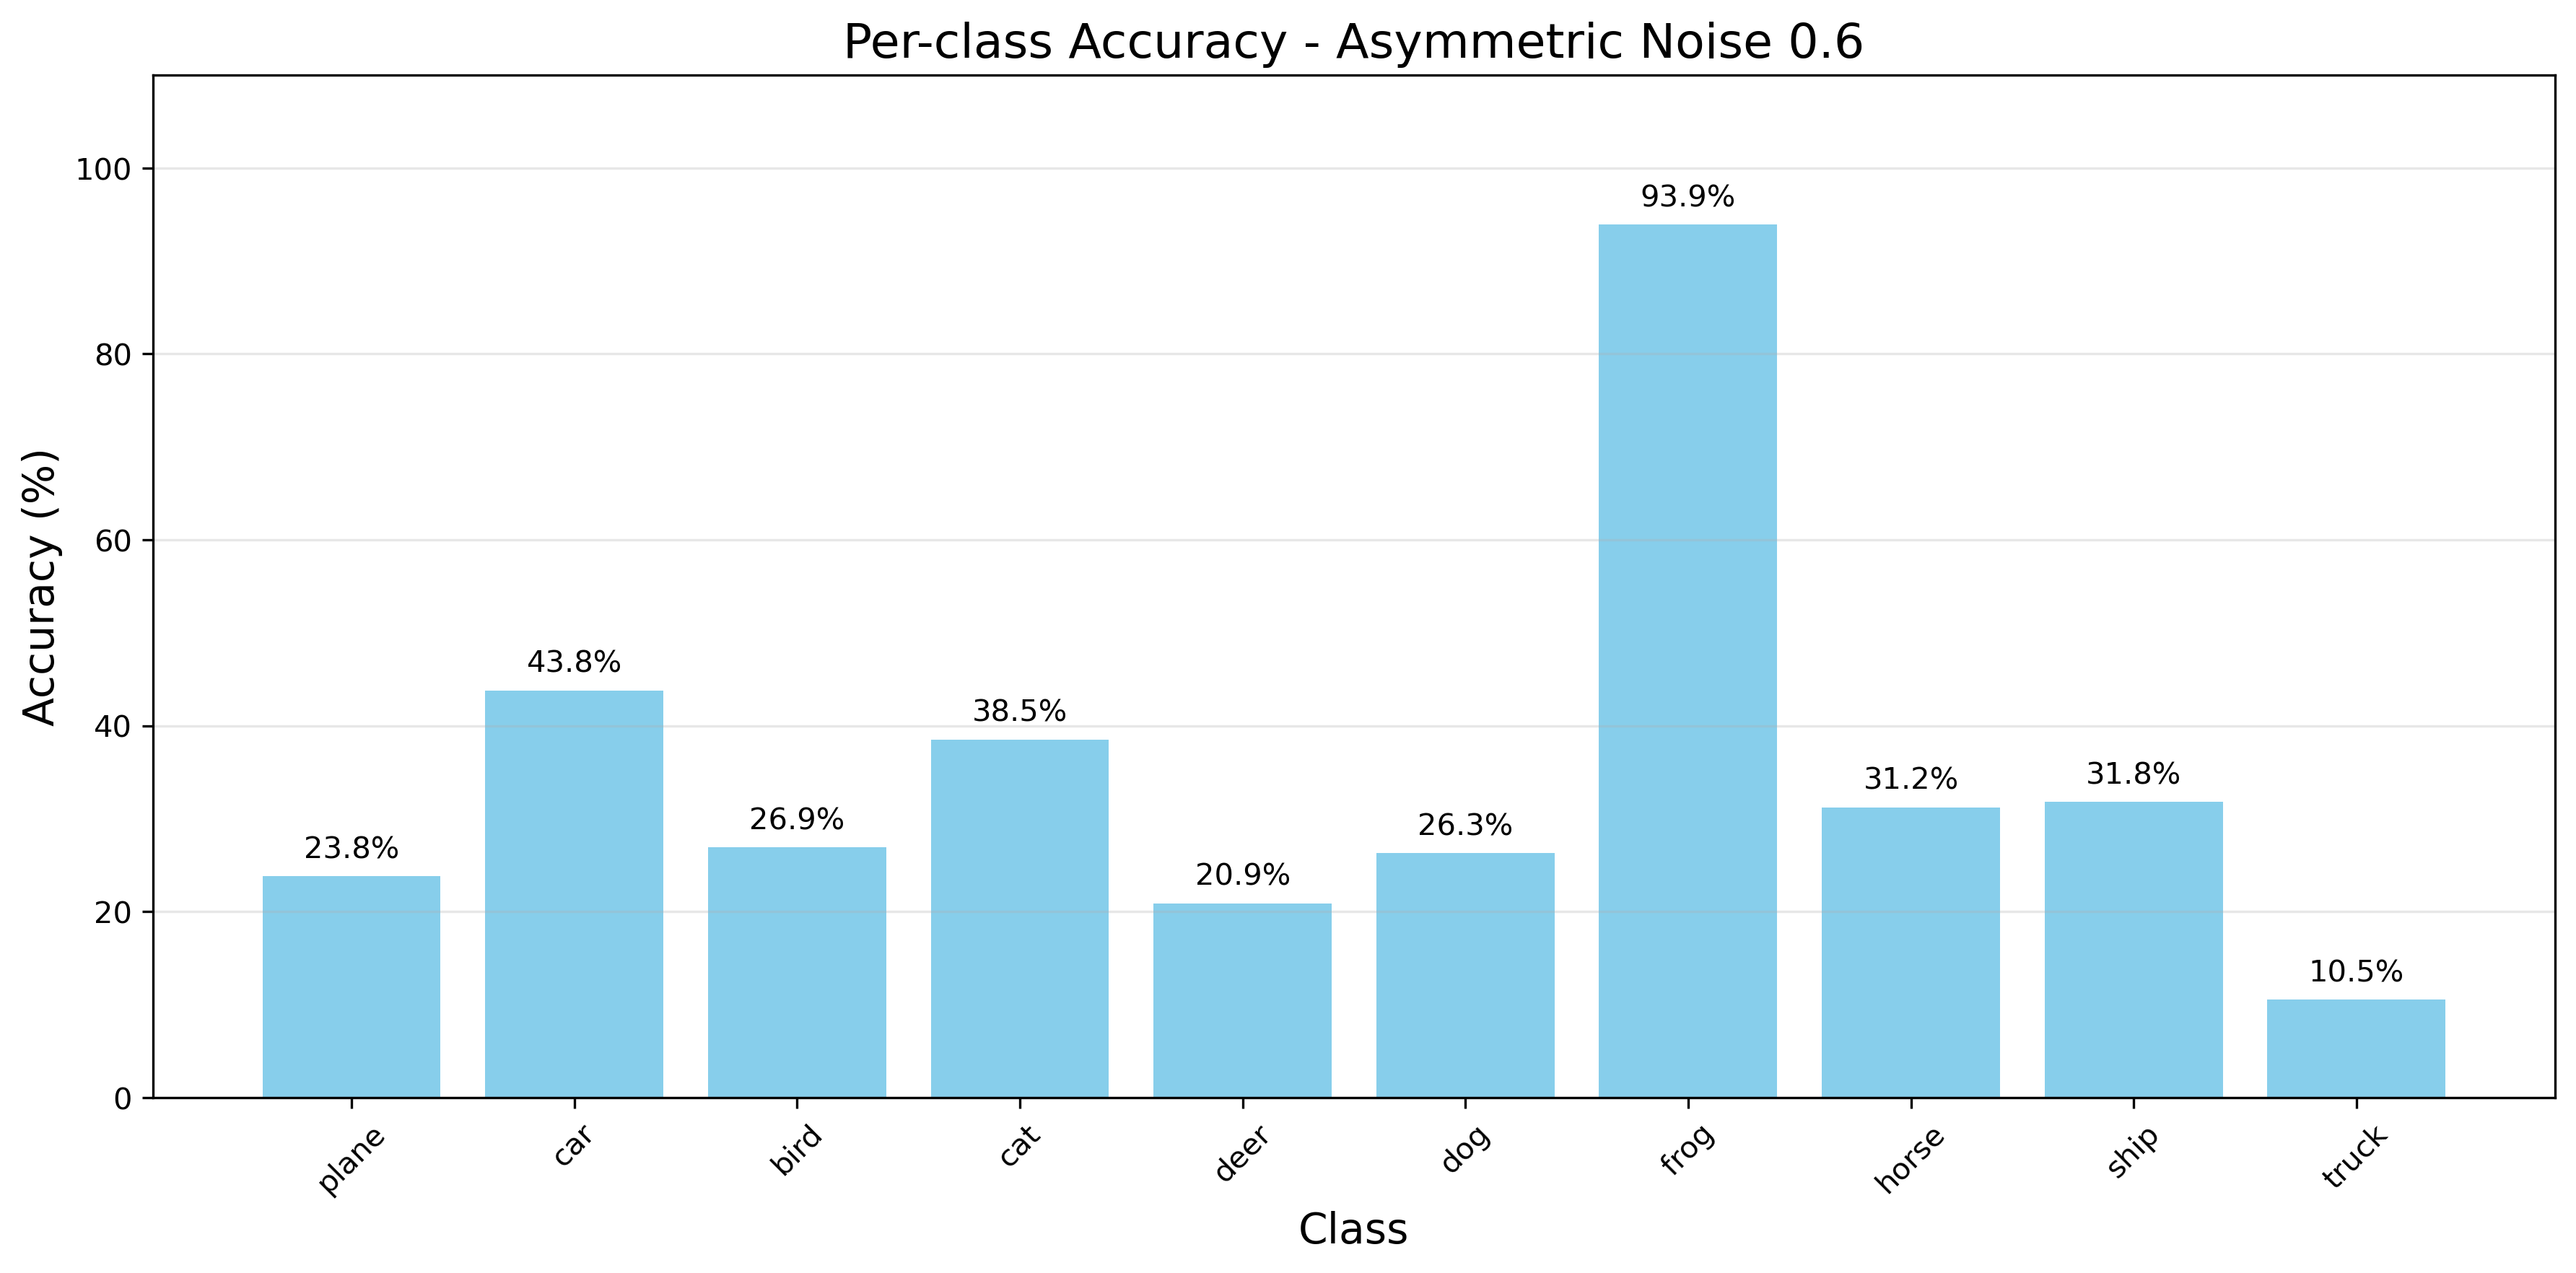 Per-class Accuracy - Asymmetric Noise 0.6
Accuracy (%)
100
80
60
40
20
0
23.8%
43.8%
26.9%
38.5%
20.9%
26.3%
93.9%
31.2%
31.8%
10.5%
plane
car
bird
cat
deer
dog
frog
horse
ship
truck
Class